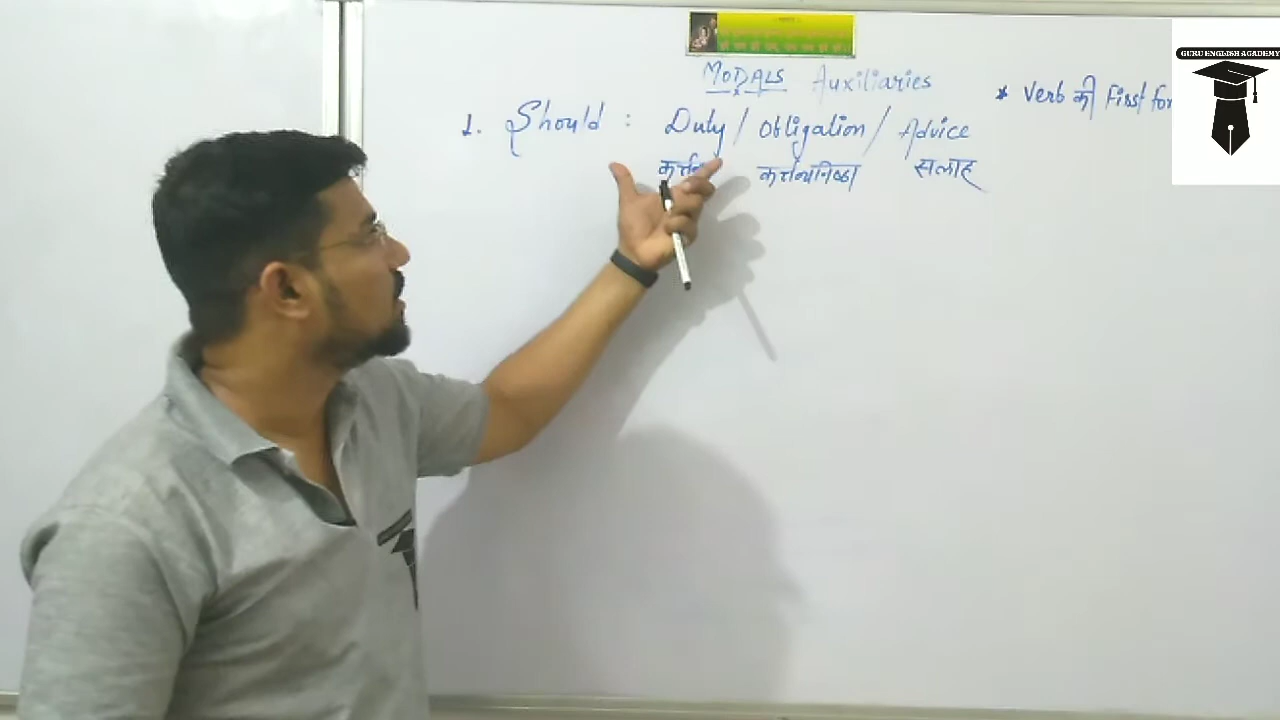 GURU ENGLISH ACADEMY
MODALS Auxiliaries
* Verb की First For
1. Should : Duty / Obligation / Advice
कर्त्तव्यनिष्ठा सलाह